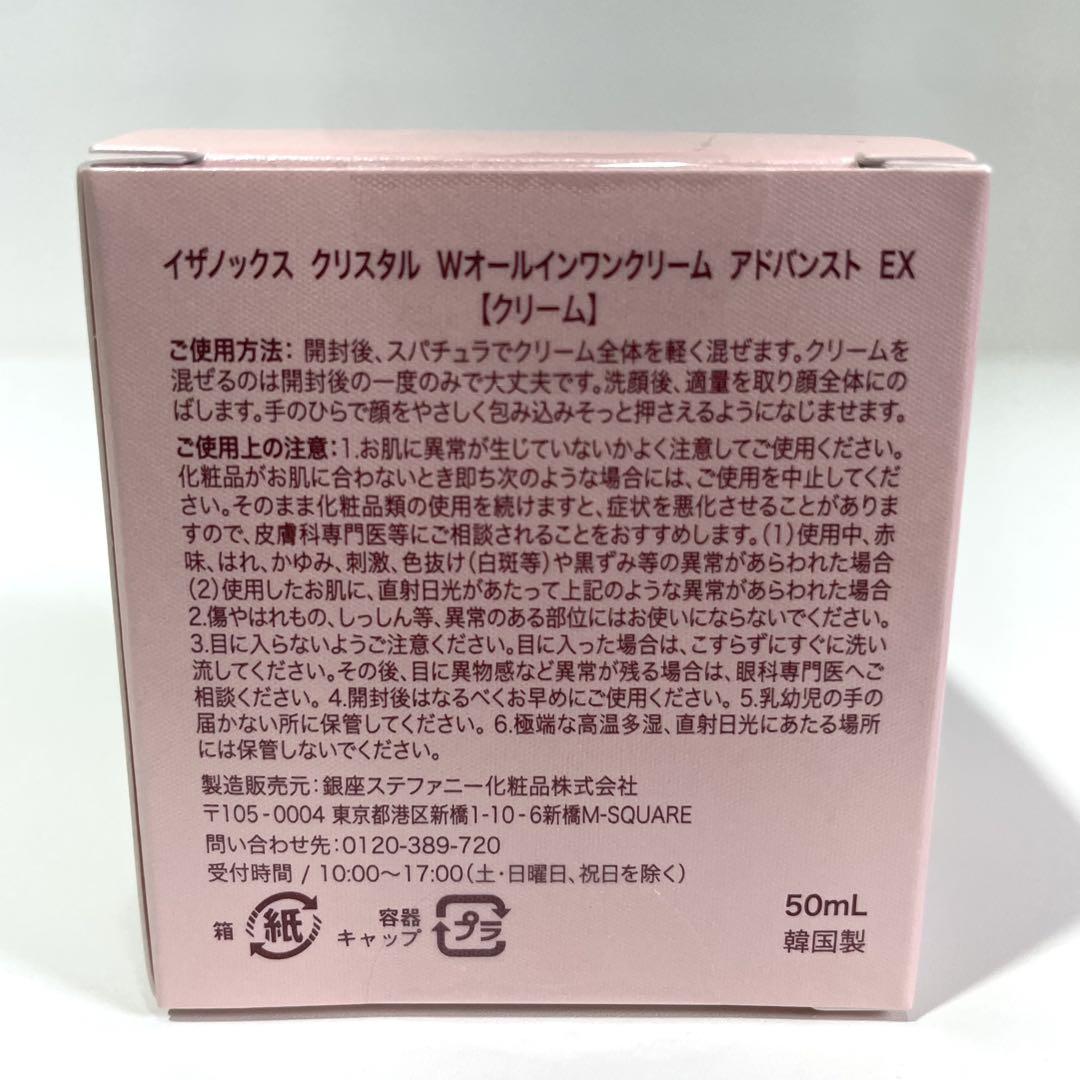 イザノックス クリスタル Wオールインワンクリーム アドバンスト EX
【クリーム】
ご使用方法：開封後、スパチュラでクリーム全体を軽く混ぜます。クリームを
混ぜるのは開封後の一度のみで大丈夫です。洗顔後、適量を取り顔全体にの
ばします。手のひらで顔をやさしく包み込みそっと押さえるようになじませます。
ご使用上の注意：1.お肌に異常が生じていないかよく注意してご使用ください。
化粧品がお肌に合わないとき即ち次のような場合には、ご使用を中止してくだ
さい。そのまま化粧品類の使用を続けますと、症状を悪化させることがありま
すので、皮膚科専門医等にご相談されることをおすすめします。(1)使用中、赤
味、はれ、かゆみ、刺激、色抜け(白斑等)や黒ずみ等の異常があらわれた場合
(2)使用したお肌に、直射日光があたって上記のような異常があらわれた場合
2.傷やはれもの、しっしん等、異常のある部位にはお使いにならないでください。
3.目に入らないようご注意ください。目に入った場合は、こすらずにすぐに洗い
流してください。その後、目に異物感など異常が残る場合は、眼科専門医へご
相談ください。4.開封後はなるべくお早めにご使用ください。5.乳幼児の手の
届かない所に保管してください。6.極端な高温多湿、直射日光にあたる場所
には保管しないでください。
製造販売元：銀座ステファニー化粧品株式会社
〒105-0004 東京都港区新橋1-10-6新橋M-SQUARE
問い合わせ先：0120-389-720
受付時間 / 10:00〜17:00(土・日曜日、祝日を除く)
箱 紙 容器 キャップ プラ
50mL
韓国製